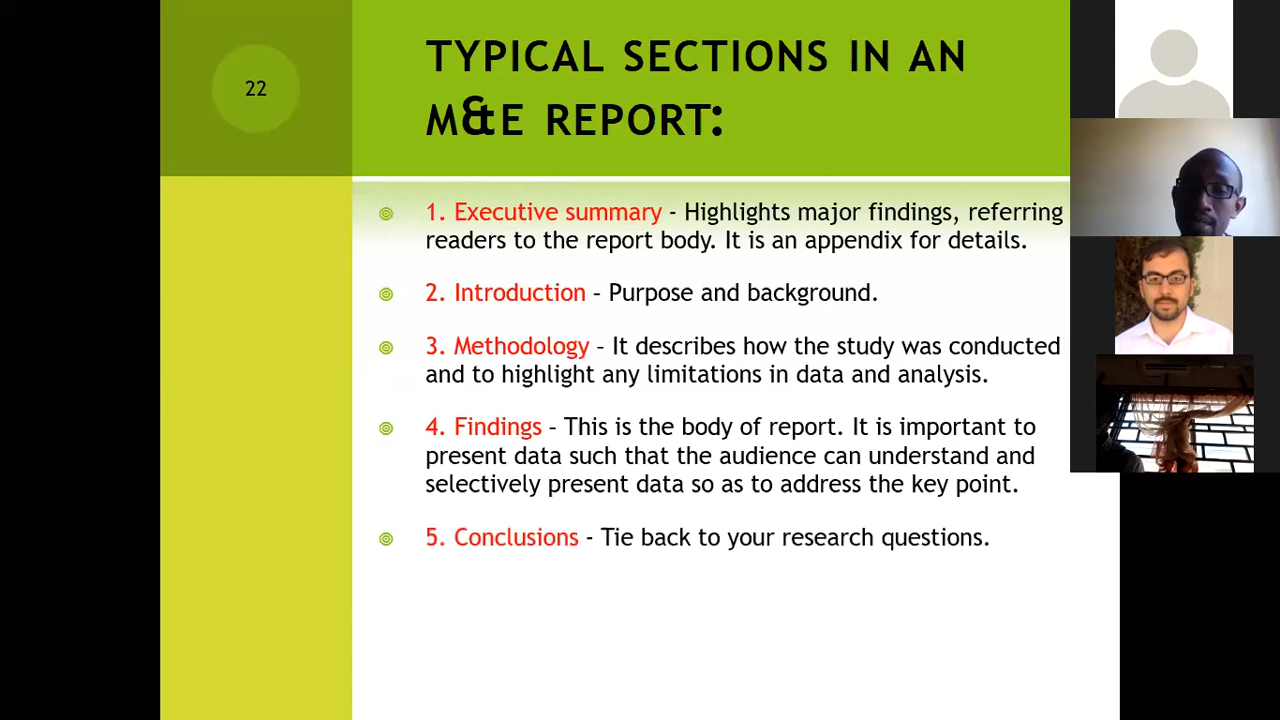 22
TYPICAL SECTIONS IN AN
M&E REPORT:
1. Executive summary - Highlights major findings, referring
readers to the report body. It is an appendix for details.
2. Introduction – Purpose and background.
3. Methodology – It describes how the study was conducted
and to highlight any limitations in data and analysis.
4. Findings – This is the body of report. It is important to
present data such that the audience can understand and
selectively present data so as to address the key point.
5. Conclusions - Tie back to your research questions.